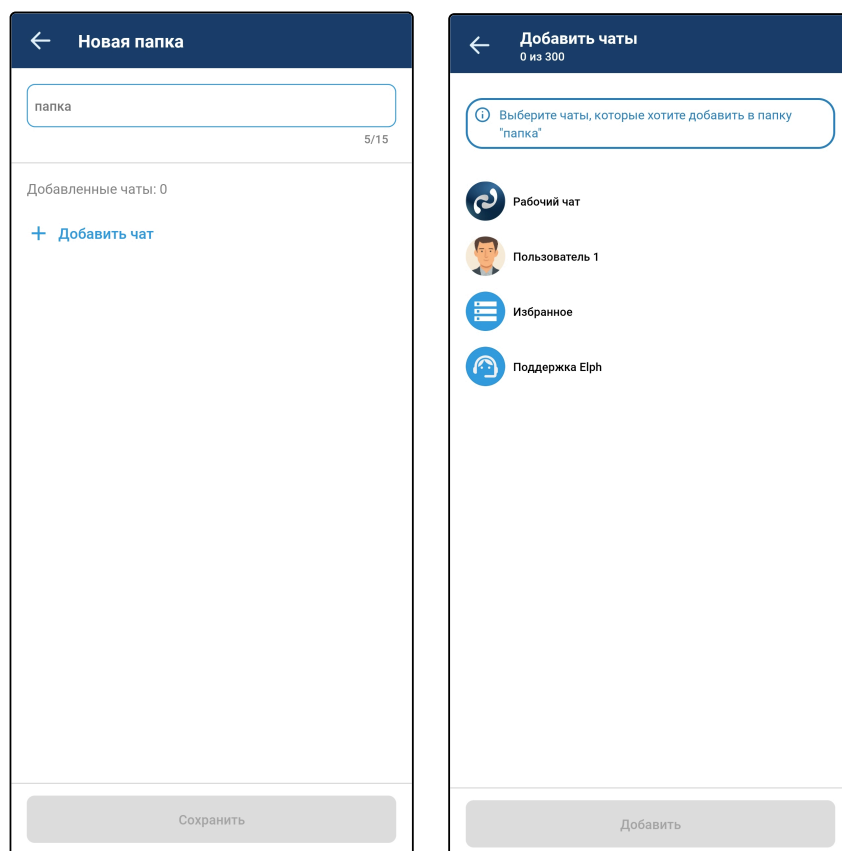 Новая папка
папка
5/15
Добавленные чаты: 0
+ Добавить чат
Сохранить
Добавить чаты
0 из 300
Выберите чаты, которые хотите добавить в папку
"папка"
Рабочий чат
Пользователь 1
Избранное
Поддержка Elph
Добавить